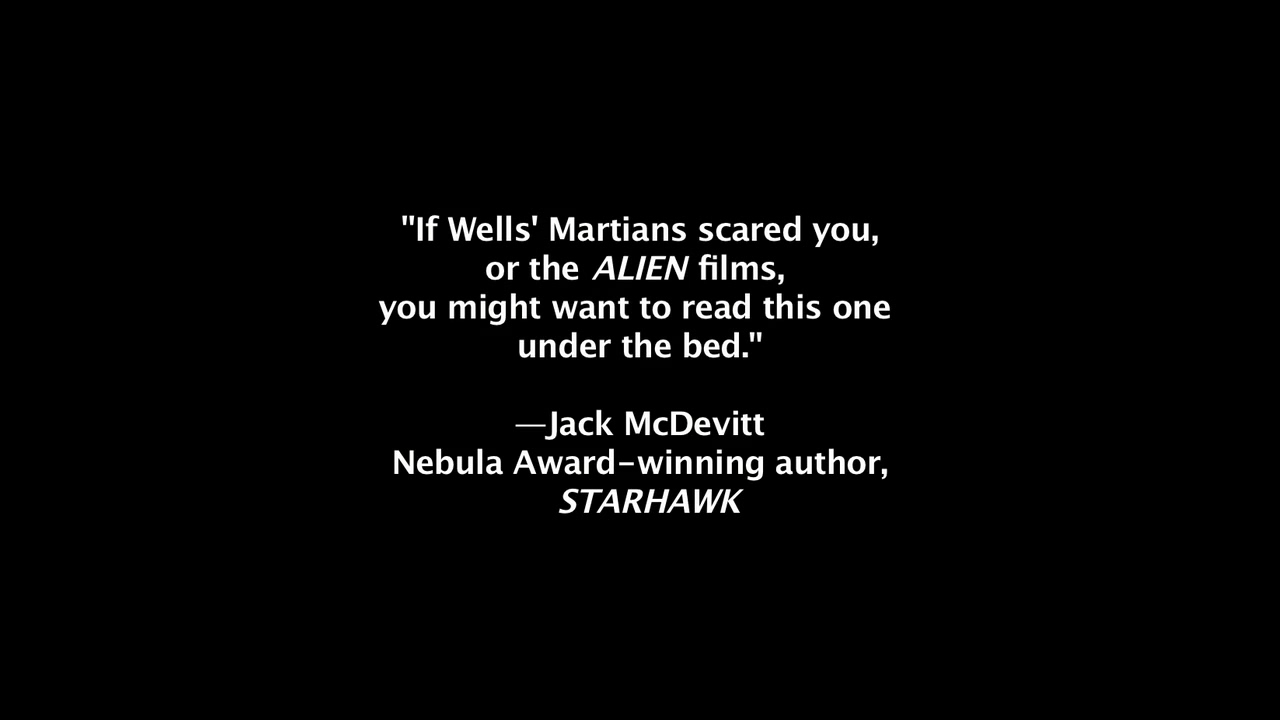 "If Wells' Martians scared you,
or the ALIEN films,
you might want to read this one
under the bed."
—Jack McDevitt
Nebula Award-winning author,
STARHAWK